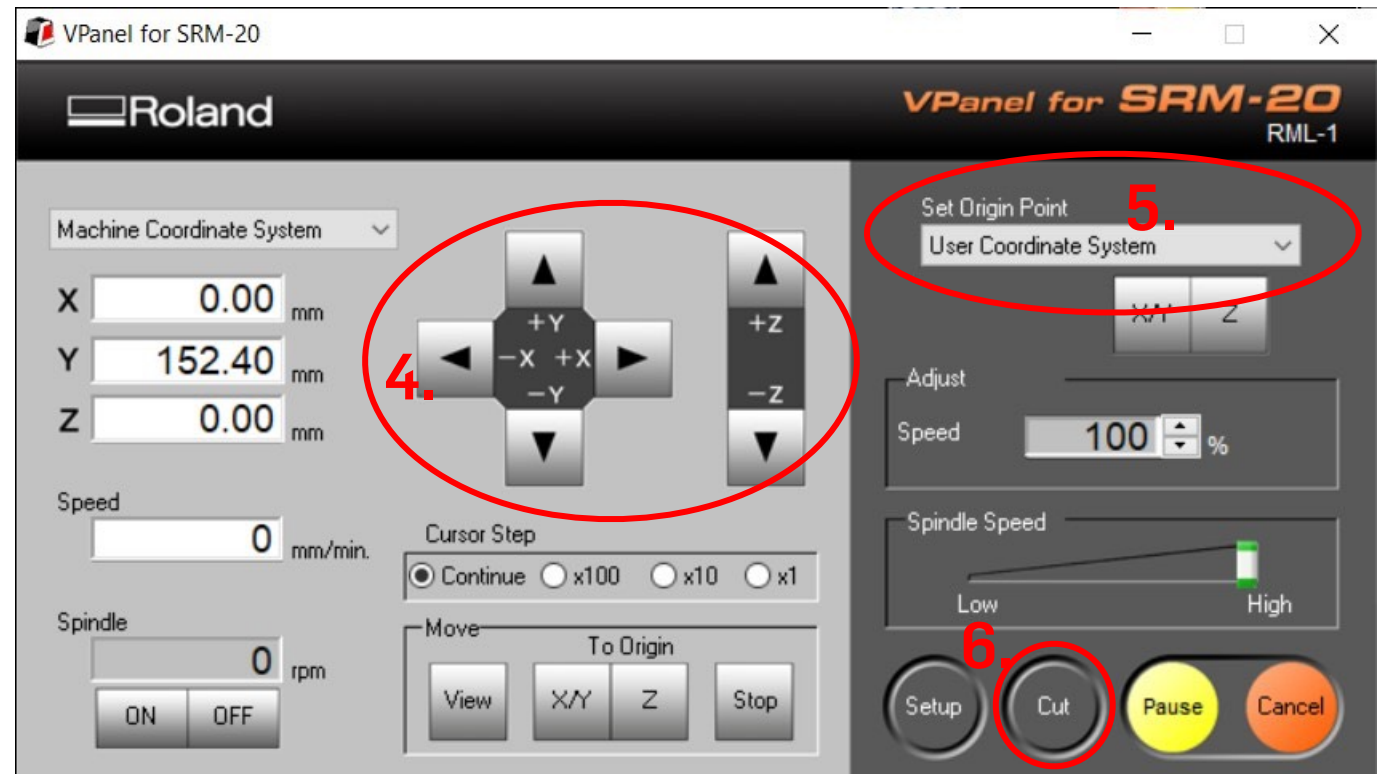 VPanel for SRM-20
Roland
VPanel for SRM-20
RML-1
Machine Coordinate System
X 0.00 mm
Y 152.40 mm
Z 0.00 mm
Speed
0 mm/min.
Spindle
0 rpm
ON OFF
4.
+Y
-X +X
-Y
+Z
-Z
Cursor Step
Continue x100 x10 x1
Move
To Origin
View X/Y Z Stop
5.
Set Origin Point
User Coordinate System
X/Y Z
Adjust
Speed 100 %
Spindle Speed
Low High
6.
Setup Cut Pause Cancel